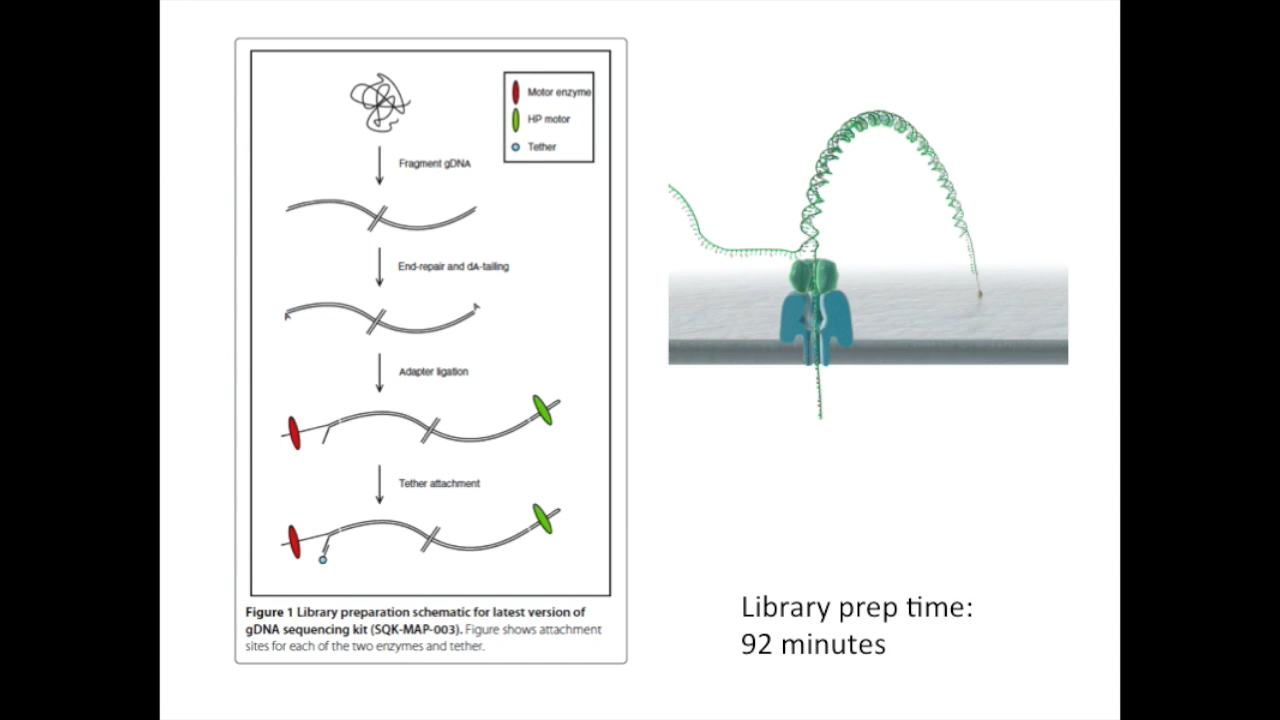 Motor enzyme
HP motor
Tether
Fragment gDNA
End-repair and dA-tailing
A
A
Adapter ligation
Tether attachment
Figure 1 Library preparation schematic for latest version of
gDNA sequencing kit (SQK-MAP-003). Figure shows attachment
sites for each of the two enzymes and tether.
Library prep time:
92 minutes